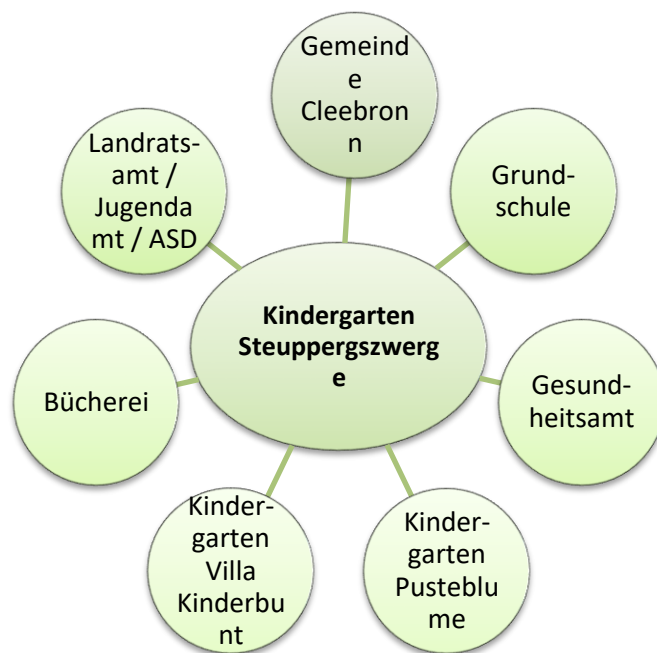 Gemeind
e
Cleebron
n
Landrats-
amt /
Jugenda
mt / ASD
Grund-
schule
Kindergarten
Steuppergszwerg
e
Bücherei
Gesund-
heitsamt
Kinder-
garten
Villa
Kinderbu
nt
Kinder-
garten
Pusteblu
me